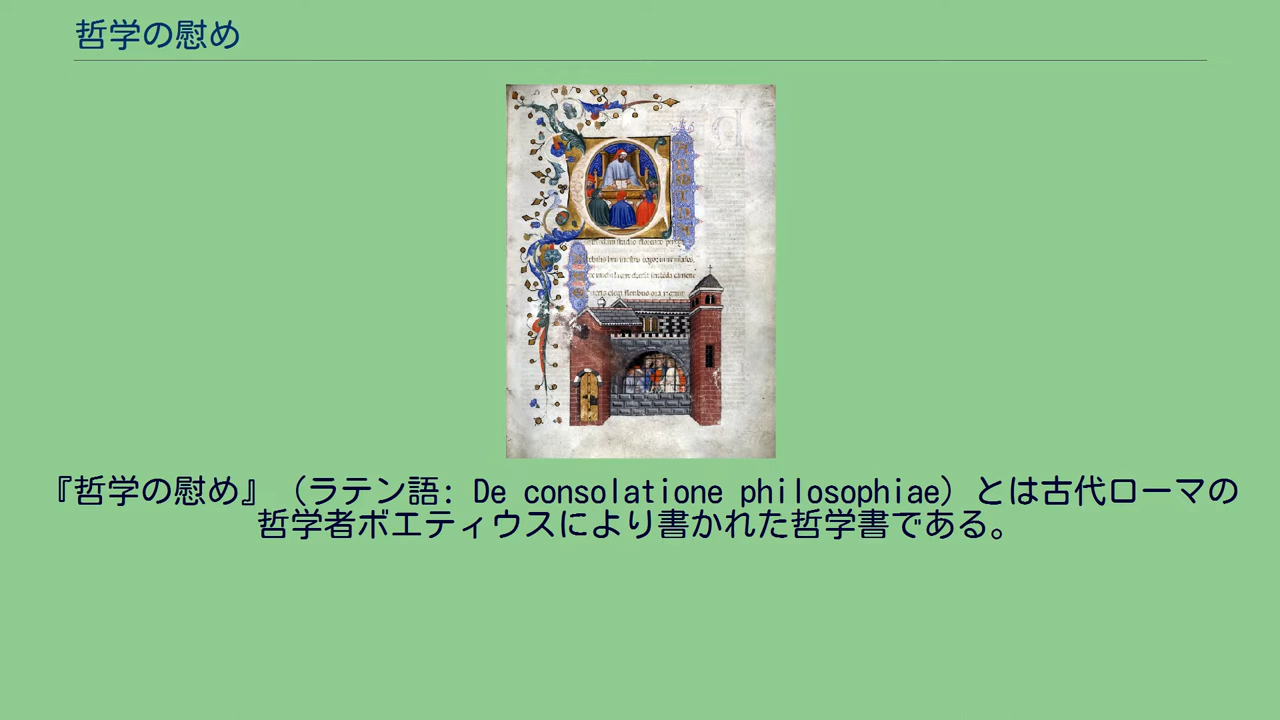 哲学の慰め
『哲学の慰め』（ラテン語: De consolatione philosophiae）とは古代ローマの
哲学者ボエティウスにより書かれた哲学書である。